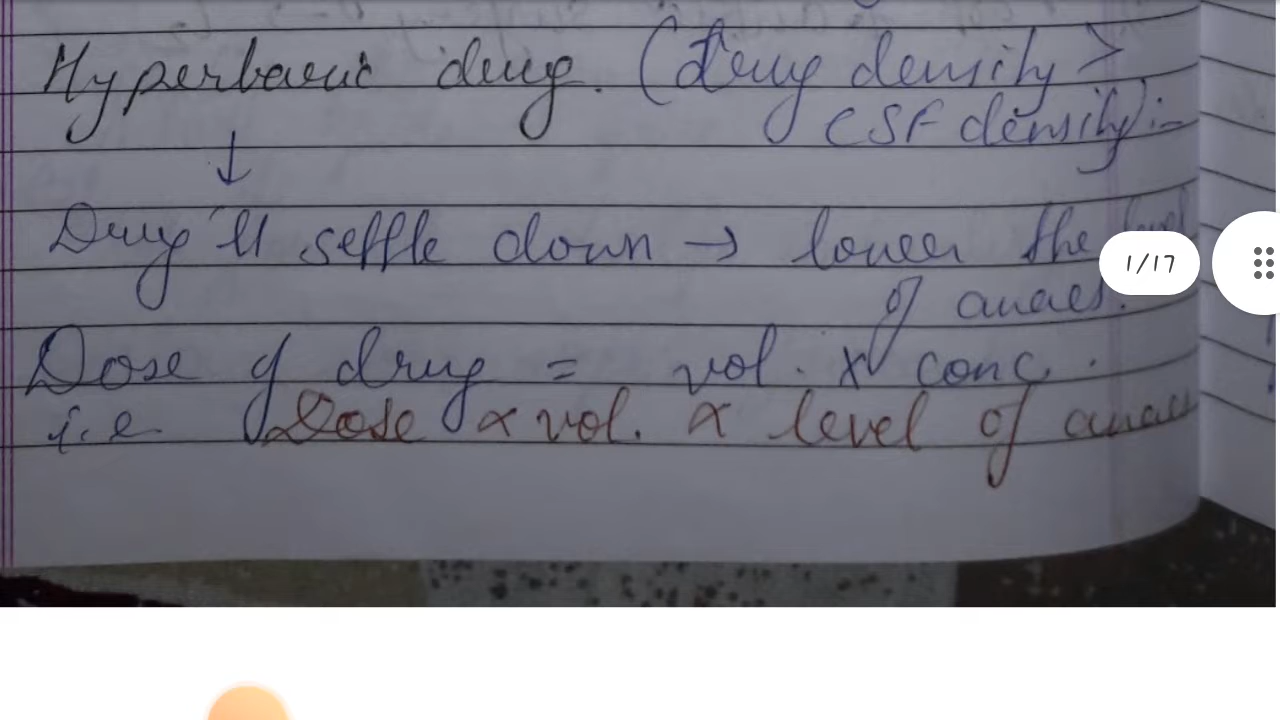 Hyperbaric drug. (Drug density >
CSF density):-
↓
Drug 'll settle down → lower the level
of anaes.
1/17
Dose of drug = vol. x conc.
i.e. Dose ∝ vol. ∝ level of anaes